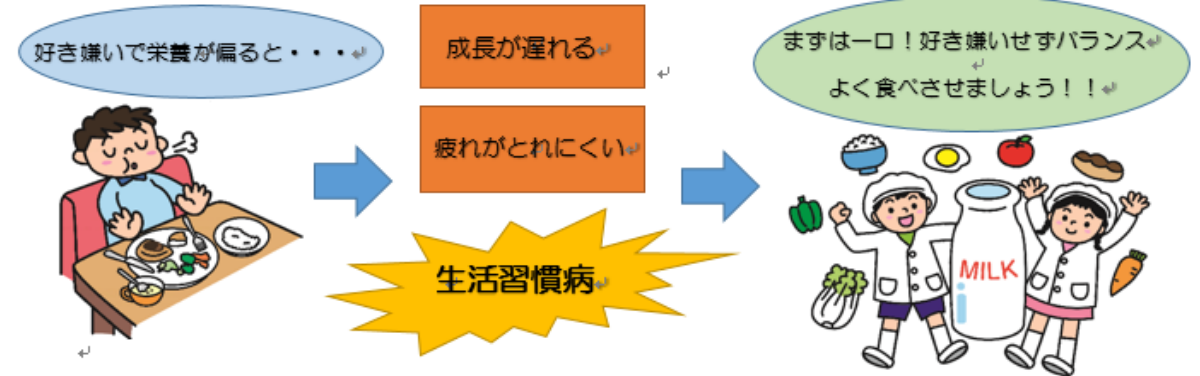 好き嫌いで栄養が偏ると・・・
成長が遅れる
疲れがとれにくい
生活習慣病
まずは一口！好き嫌いせずバランス
よく食べさせましょう！！
MILK